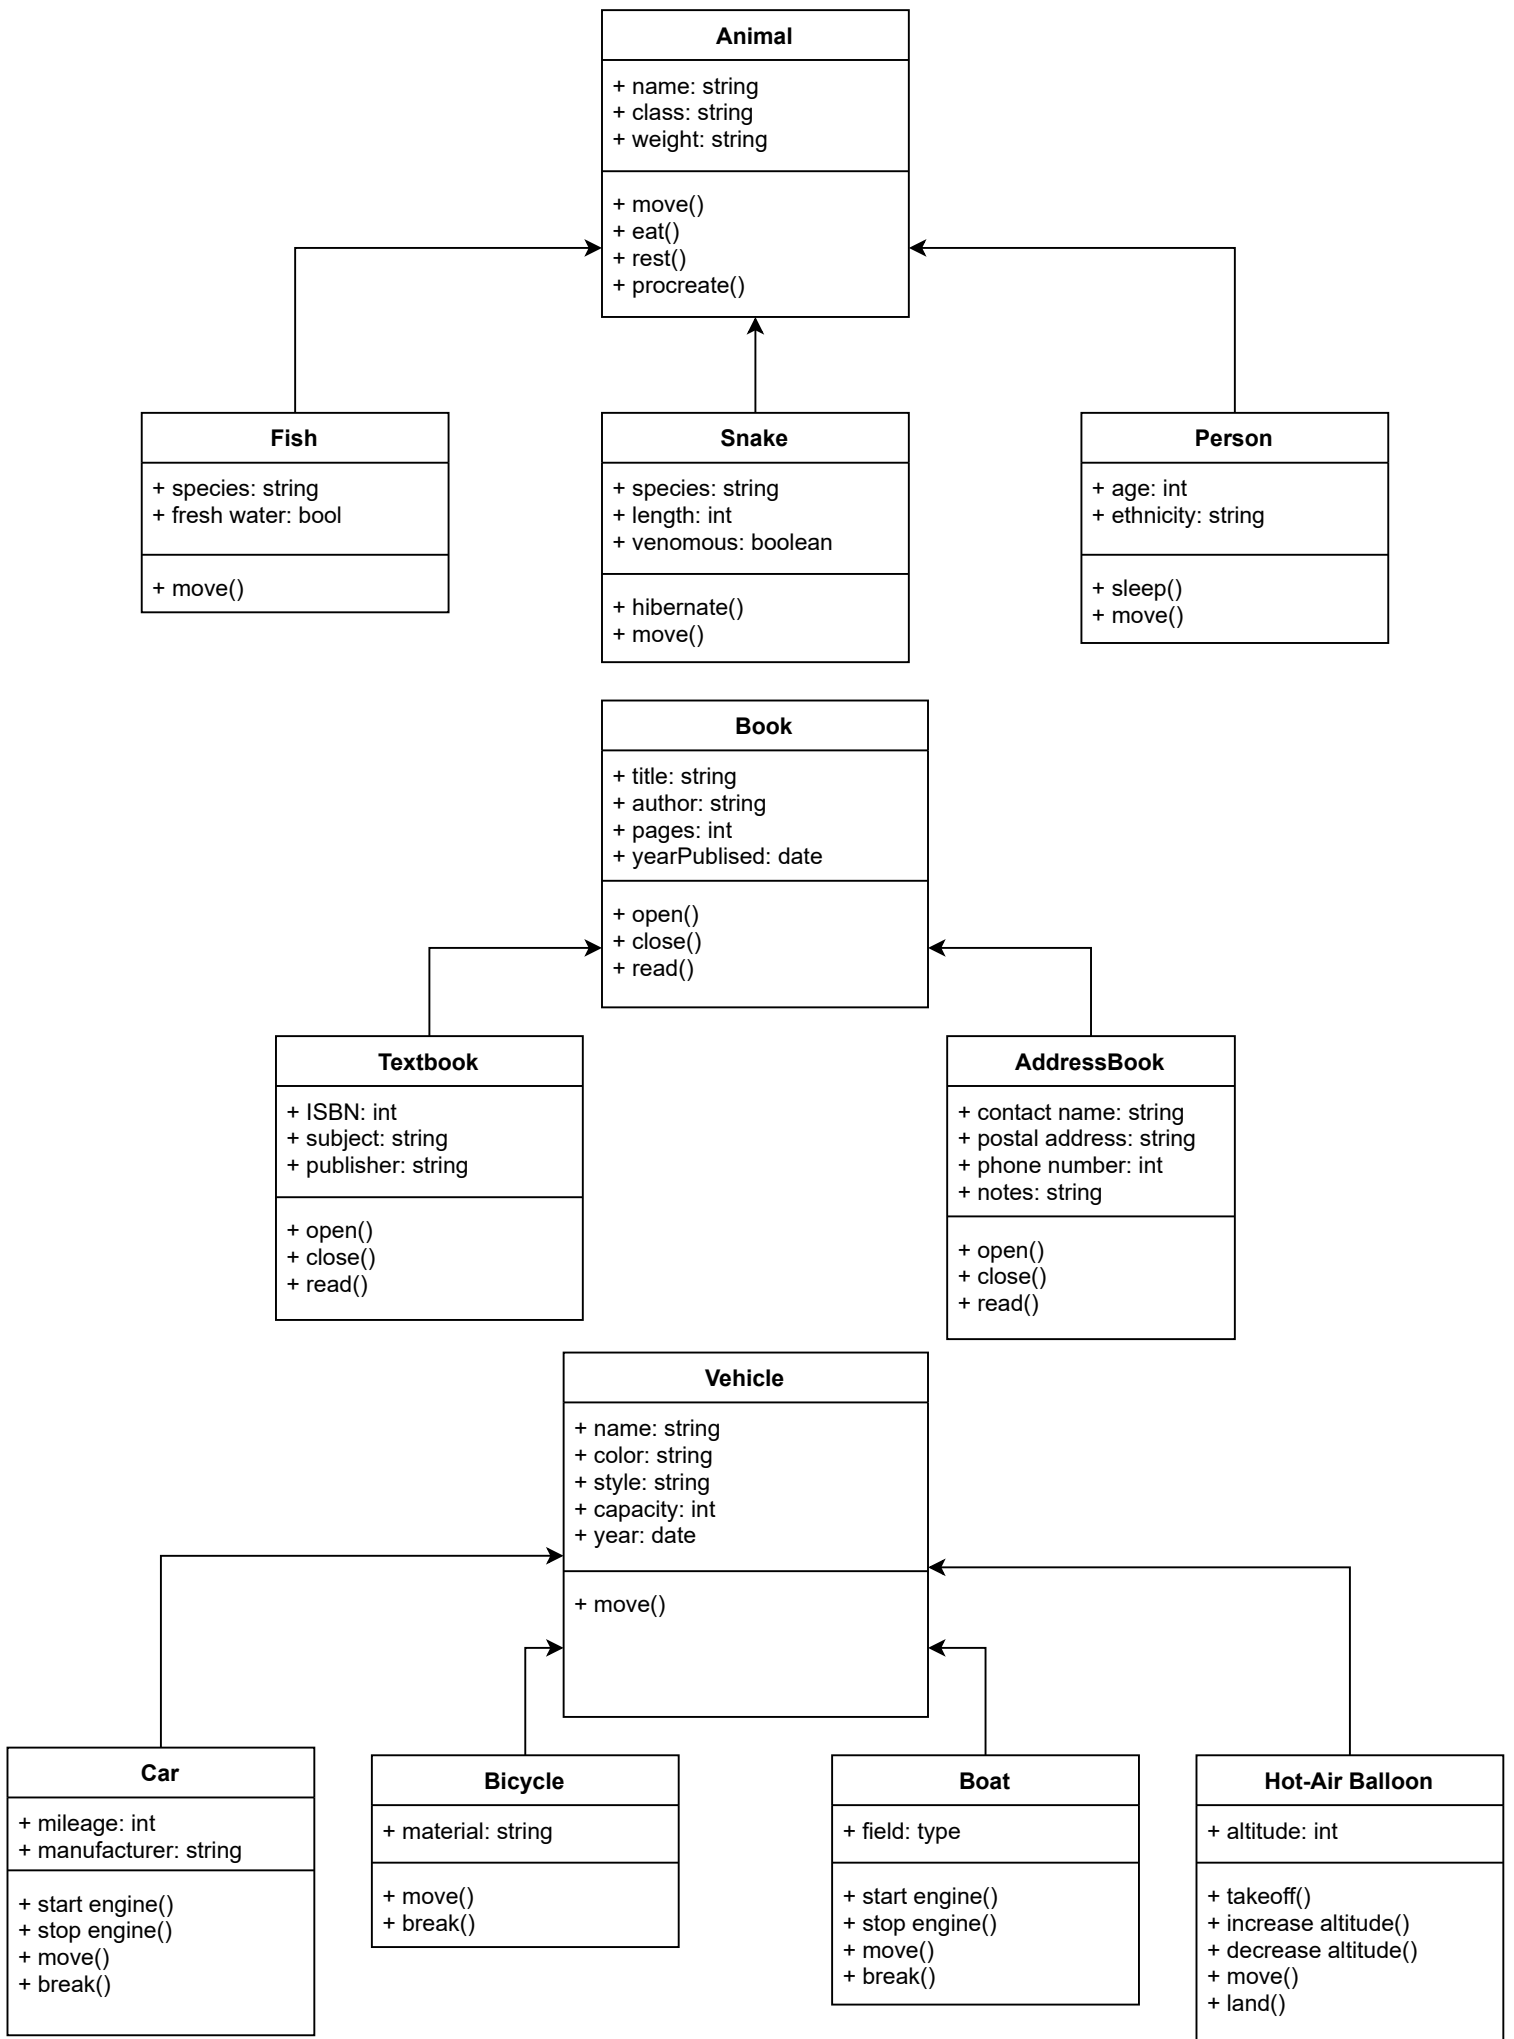 Animal
+ name: string
+ class: string
+ weight: string
+ move()
+ eat()
+ rest()
+ procreate()
Fish
+ species: string
+ fresh water: bool
+ move()
Snake
+ species: string
+ length: int
+ venomous: boolean
+ hibernate()
+ move()
Person
+ age: int
+ ethnicity: string
+ sleep()
+ move()
Book
+ title: string
+ author: string
+ pages: int
+ yearPublised: date
+ open()
+ close()
+ read()
Textbook
+ ISBN: int
+ subject: string
+ publisher: string
+ open()
+ close()
+ read()
AddressBook
+ contact name: string
+ postal address: string
+ phone number: int
+ notes: string
+ open()
+ close()
+ read()
Vehicle
+ name: string
+ color: string
+ style: string
+ capacity: int
+ year: date
+ move()
Car
+ mileage: int
+ manufacturer: string
+ start engine()
+ stop engine()
+ move()
+ break()
Bicycle
+ material: string
+ move()
+ break()
Boat
+ field: type
+ start engine()
+ stop engine()
+ move()
+ break()
Hot-Air Balloon
+ altitude: int
+ takeoff()
+ increase altitude()
+ decrease altitude()
+ move()
+ land()